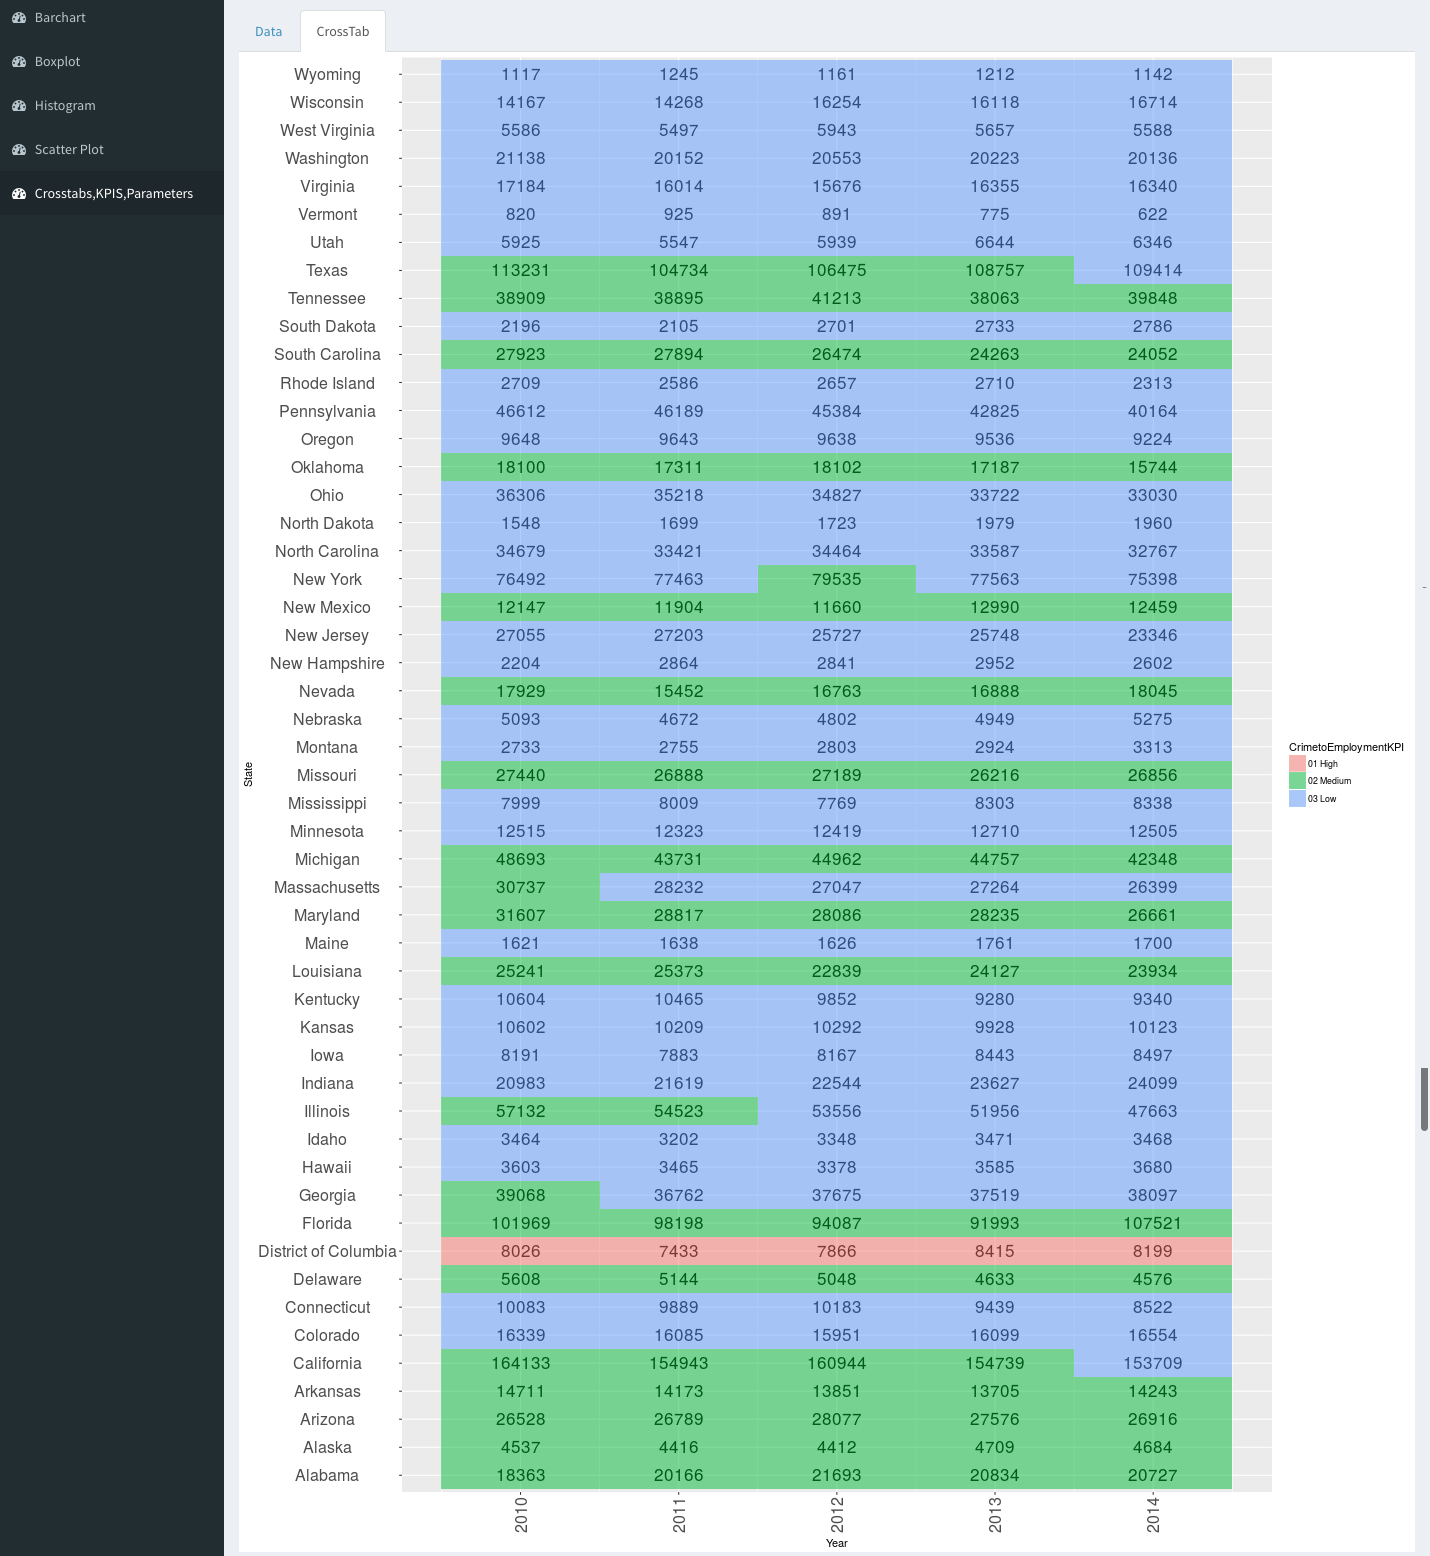 Barchart
Boxplot
Histogram
Scatter Plot
Crosstabs,KPIS,Parameters
Data CrossTab
Wyoming 1117 1245 1161 1212 1142
Wisconsin 14167 14268 16254 16118 16714
West Virginia 5586 5497 5943 5657 5588
Washington 21138 20152 20553 20223 20136
Virginia 17184 16014 15676 16355 16340
Vermont 820 925 891 775 622
Utah 5925 5547 5939 6644 6346
Texas 113231 104734 106475 108757 109414
Tennessee 38909 38895 41213 38063 39848
South Dakota 2196 2105 2701 2733 2786
South Carolina 27923 27894 26474 24263 24052
Rhode Island 2709 2586 2657 2710 2313
Pennsylvania 46612 46189 45384 42825 40164
Oregon 9648 9643 9638 9536 9224
Oklahoma 18100 17311 18102 17187 15744
Ohio 36306 35218 34827 33722 33030
North Dakota 1548 1699 1723 1979 1960
North Carolina 34679 33421 34464 33587 32767
New York 76492 77463 79535 77563 75398
New Mexico 12147 11904 11660 12990 12459
New Jersey 27055 27203 25727 25748 23346
New Hampshire 2204 2864 2841 2952 2602
Nevada 17929 15452 16763 16888 18045
Nebraska 5093 4672 4802 4949 5275
Montana 2733 2755 2803 2924 3313
Missouri 27440 26888 27189 26216 26856
Mississippi 7999 8009 7769 8303 8338
Minnesota 12515 12323 12419 12710 12505
Michigan 48693 43731 44962 44757 42348
Massachusetts 30737 28232 27047 27264 26399
Maryland 31607 28817 28086 28235 26661
Maine 1621 1638 1626 1761 1700
Louisiana 25241 25373 22839 24127 23934
Kentucky 10604 10465 9852 9280 9340
Kansas 10602 10209 10292 9928 10123
Iowa 8191 7883 8167 8443 8497
Indiana 20983 21619 22544 23627 24099
Illinois 57132 54523 53556 51956 47663
Idaho 3464 3202 3348 3471 3468
Hawaii 3603 3465 3378 3585 3680
Georgia 39068 36762 37675 37519 38097
Florida 101969 98198 94087 91993 107521
District of Columbia 8026 7433 7866 8415 8199
Delaware 5608 5144 5048 4633 4576
Connecticut 10083 9889 10183 9439 8522
Colorado 16339 16085 15951 16099 16554
California 164133 154943 160944 154739 153709
Arkansas 14711 14173 13851 13705 14243
Arizona 26528 26789 28077 27576 26916
Alaska 4537 4416 4412 4709 4684
Alabama 18363 20166 21693 20834 20727
2010 2011 2012 2013 2014
Year
State
CrimetoEmploymentKPI
01 High
02 Medium
03 Low